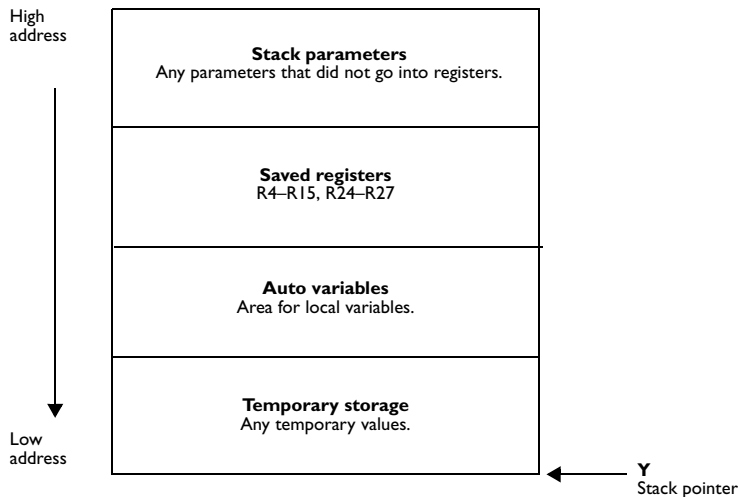 High
address
Stack parameters
Any parameters that did not go into registers.
Saved registers
R4–R15, R24–R27
Auto variables
Area for local variables.
Temporary storage
Any temporary values.
Low
address
Y
Stack pointer